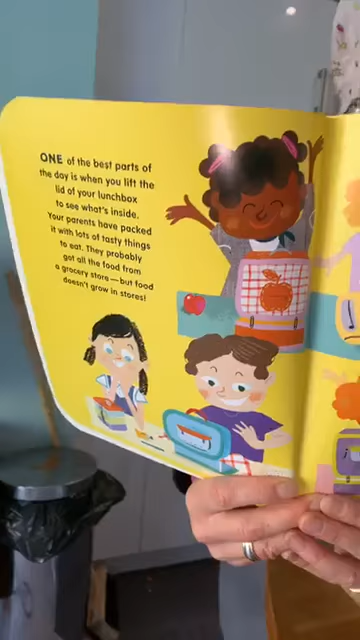 ONE of the best parts of
the day is when you lift the
lid of your lunchbox
to see what's inside.
Your parents have packed
it with lots of tasty things
to eat. They probably
got all the food from
a grocery store—but food
doesn't grow in stores!